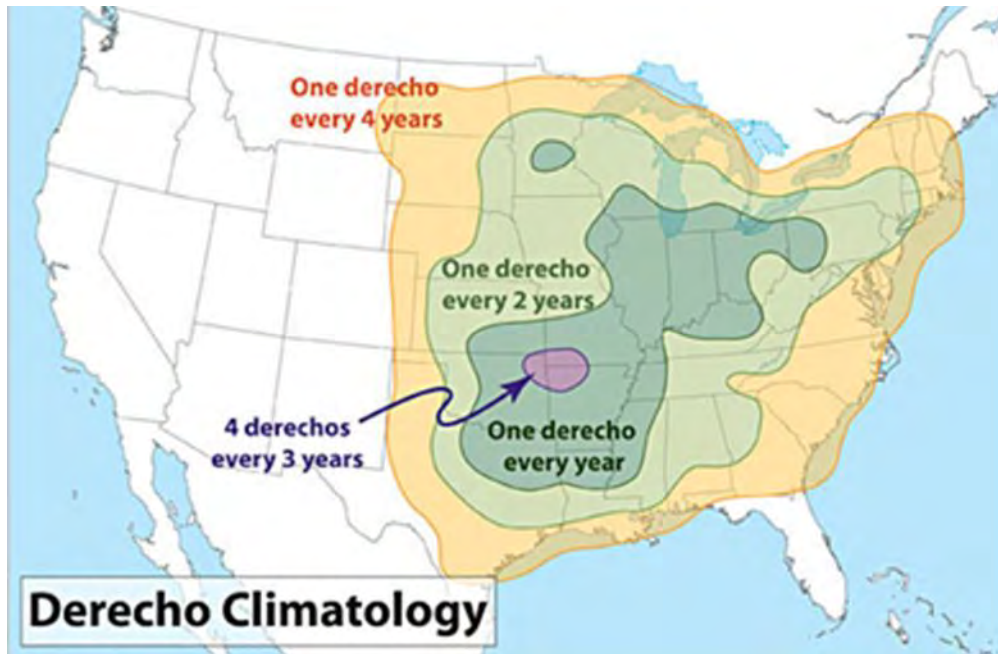 One derecho
every 4 years
One derecho
every 2 years
4 derechos
every 3 years
One derecho
every year
Derecho Climatology